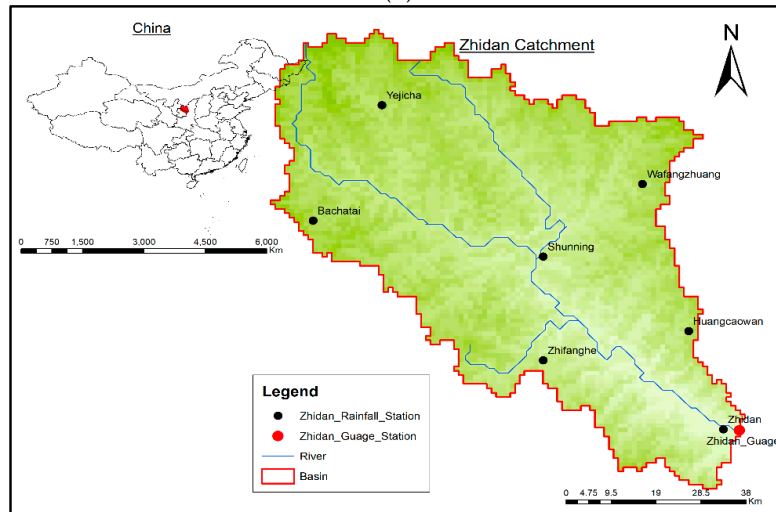 China
Zhidan Catchment
N
Yejicha
Wafangzhuang
Bachatai
Shunning
0 750 1,500 3,000 4,500 6,000
Km
Huangcaowan
Zhifanghe
Legend
Zhidan_Rainfall_Station
Zhidan_Guage_Station
River
Basin
Zhidan
Zhidan_Guage
0 4.75 9.5 19 28.5 38
Km